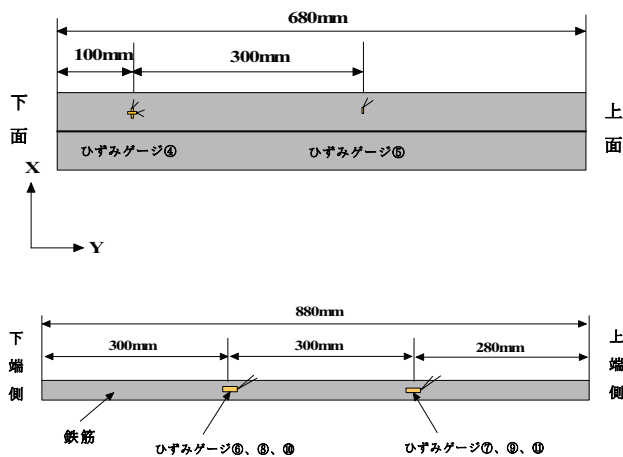 680mm
100mm
300mm
下面
上面
ひずみゲージ④
ひずみゲージ⑤
X
Y
880mm
下端側
300mm
300mm
280mm
上端側
鉄筋
ひずみゲージ⑥、⑧、⑩
ひずみゲージ⑦、⑨、⑪